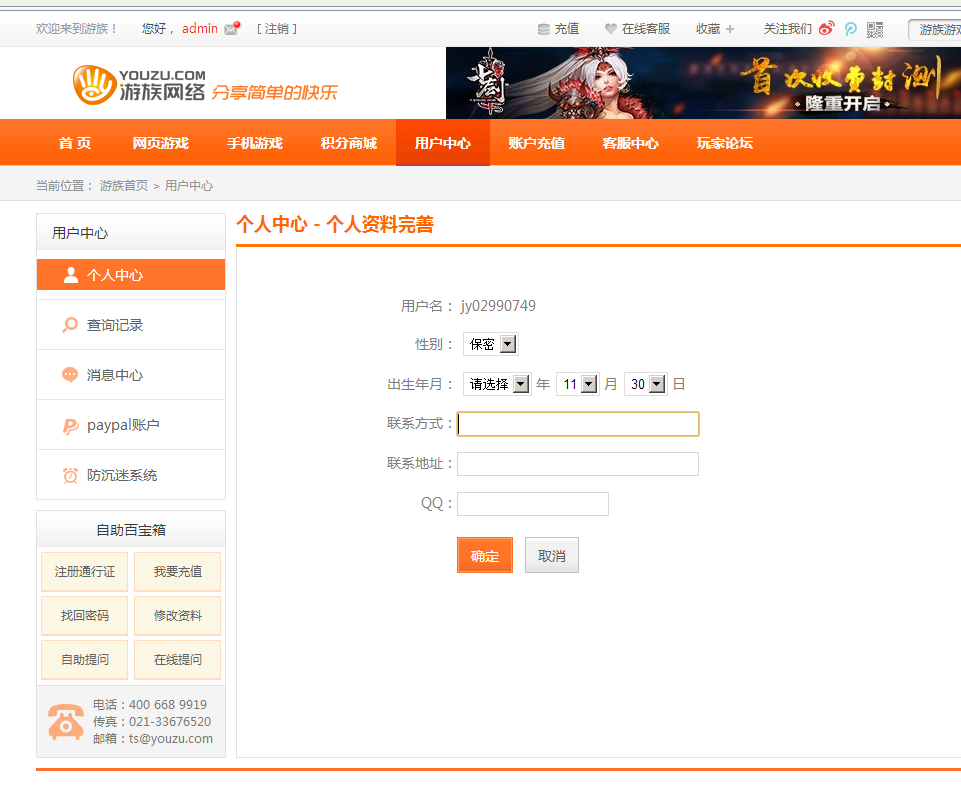 欢迎来到游族！ 您好， admin [ 注销 ] 充值 在线客服 收藏 + 关注我们 游族游戏
YOUZU.COM
游族网络 分享简单的快乐
七十二剑
首次收费封测
·隆重开启·
首 页 网页游戏 手机游戏 积分商城 用户中心 账户充值 客服中心 玩家论坛
当前位置： 游族首页 > 用户中心
用户中心
个人中心
查询记录
消息中心
paypal账户
防沉迷系统
自助百宝箱
注册通行证 我要充值
找回密码 修改资料
自助提问 在线提问
电话：400 668 9919
传真：021-33676520
邮箱：ts@youzu.com
个人中心 - 个人资料完善
用户名： jy02990749
性别： 保密
出生年月： 请选择 年 11 月 30 日
联系方式：
联系地址：
QQ：
确定 取消